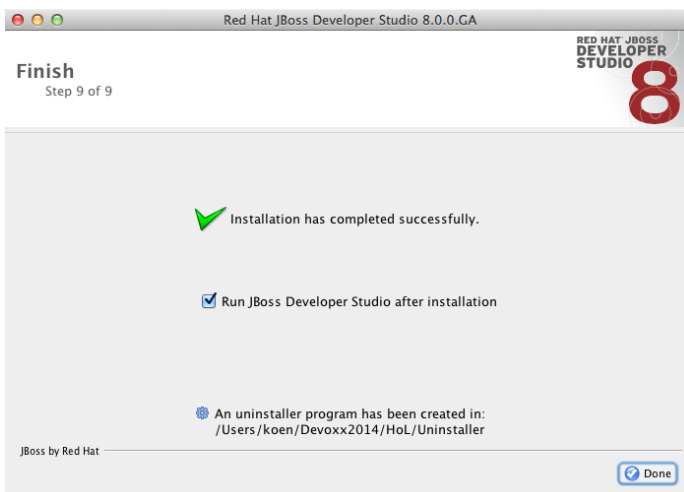 Red Hat JBoss Developer Studio 8.0.0.GA
RED HAT JBOSS
DEVELOPER
STUDIO
8
Finish
Step 9 of 9
Installation has completed successfully.
Run JBoss Developer Studio after installation
An uninstaller program has been created in:
/Users/koen/Devoxx2014/HoL/Uninstaller
JBoss by Red Hat
Done